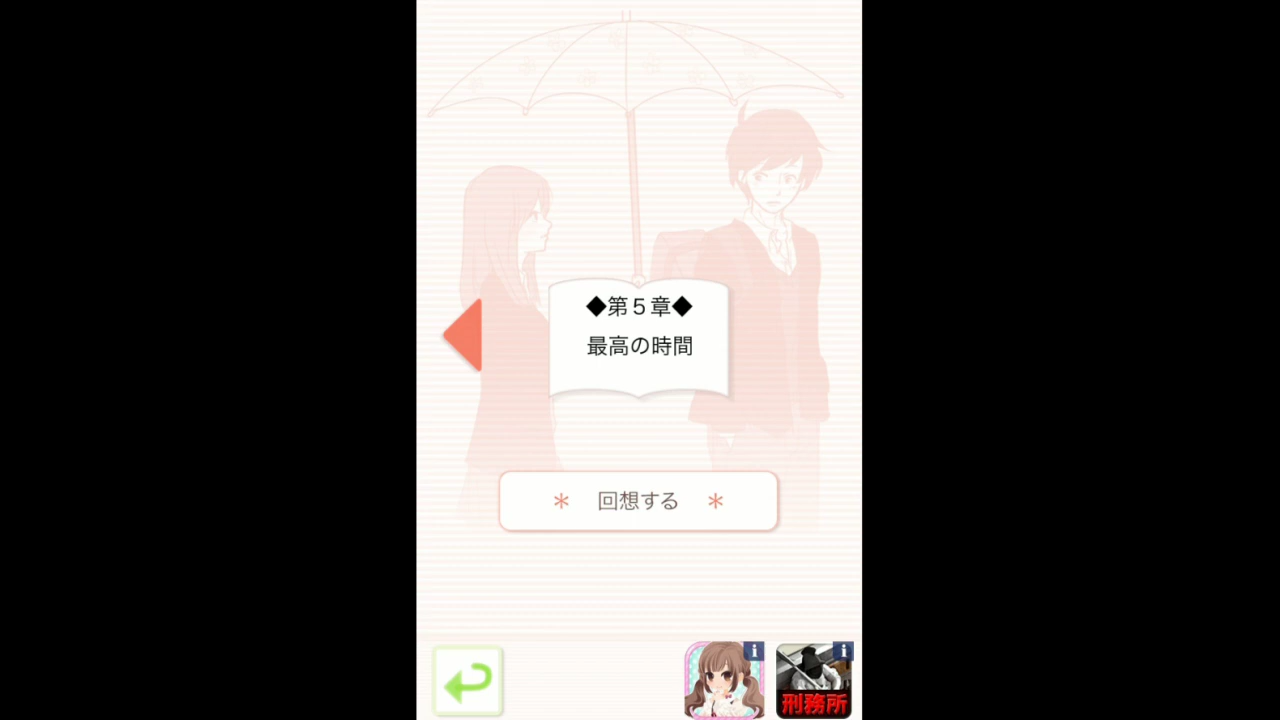 ◆第５章◆
最高の時間
＊ 回想する ＊
i
i
刑務所